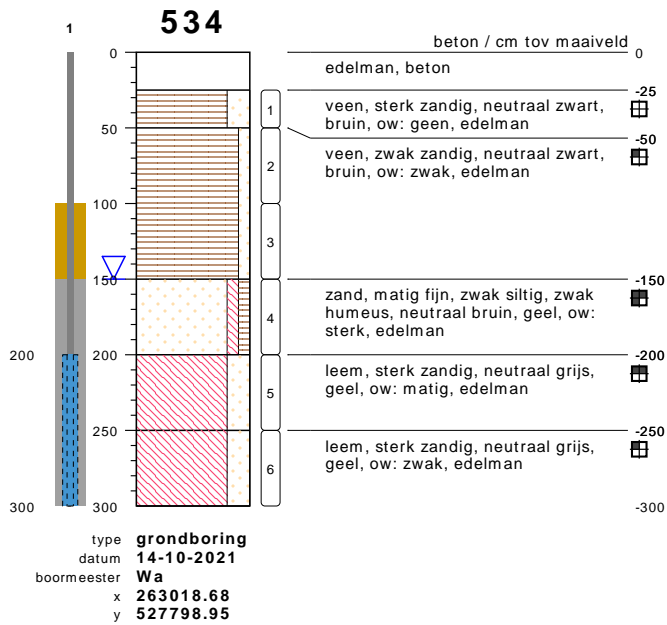 534
1
beton / cm tov maaiveld
0
0
edelman, beton
-25
1
veen, sterk zandig, neutraal zwart,
bruin, ow: geen, edelman
50
-50
2
veen, zwak zandig, neutraal zwart,
bruin, ow: zwak, edelman
100
3
150
-150
4
zand, matig fijn, zwak siltig, zwak
humeus, neutraal bruin, geel, ow:
sterk, edelman
200
200
-200
5
leem, sterk zandig, neutraal grijs,
geel, ow: matig, edelman
250
-250
6
leem, sterk zandig, neutraal grijs,
geel, ow: zwak, edelman
300
300
-300
type grondboring
datum 14-10-2021
boormeester Wa
x 263018.68
y 527798.95